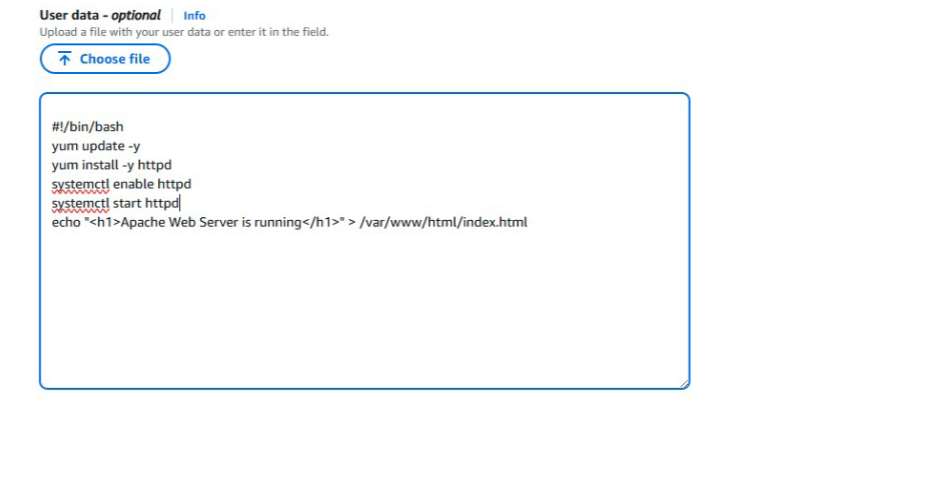 User data - optional Info
Upload a file with your user data or enter it in the field.
Choose file
#!/bin/bash
yum update -y
yum install -y httpd
systemctl enable httpd
systemctl start httpd
echo "<h1>Apache Web Server is running</h1>" > /var/www/html/index.html